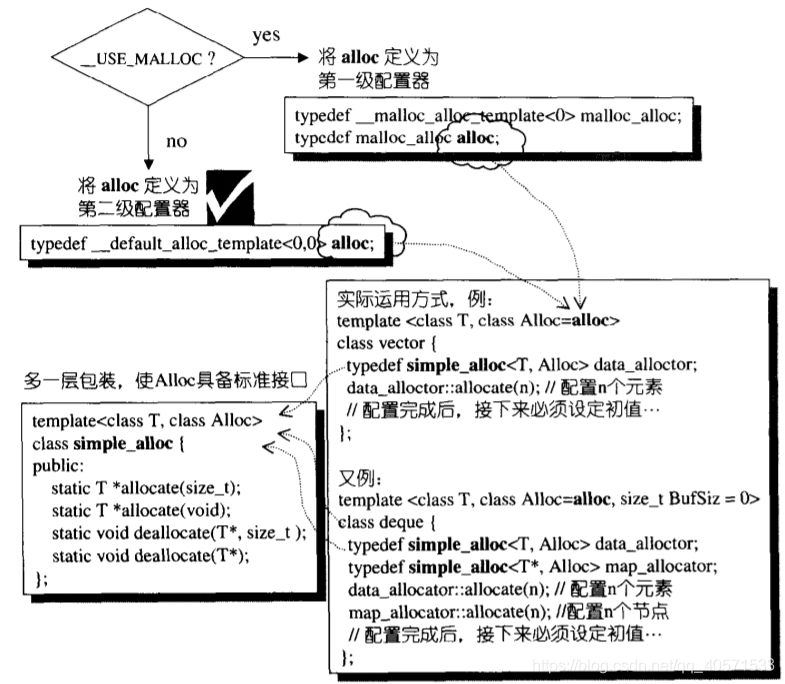 __USE_MALLOC ?
yes
将 alloc 定义为
第一级配置器
typedef __malloc_alloc_template<0> malloc_alloc;
typedef malloc_alloc alloc;
no
将 alloc 定义为
第二级配置器
typedef __default_alloc_template<0,0> alloc;
实际运用方式，例：
template <class T, class Alloc=alloc>
class vector {
typedef simple_alloc<T, Alloc> data_alloctor;
data_alloctor::allocate(n); // 配置n个元素
// 配置完成后，接下来必须设定初值…
};
又例：
template <class T, class Alloc=alloc, size_t BufSiz = 0>
class deque {
typedef simple_alloc<T, Alloc> data_alloctor;
typedef simple_alloc<T*, Alloc> map_allocator;
data_allocator::allocate(n); // 配置n个元素
map_allocator::allocate(n); //配置n个节点
// 配置完成后，接下来必须设定初值…
};
多一层包装，使Alloc具备标准接口
template<class T, class Alloc>
class simple_alloc {
public:
static T *allocate(size_t);
static T *allocate(void);
static void deallocate(T*, size_t );
static void deallocate(T*);
};
https://blog.csdn.net/qq_40571533